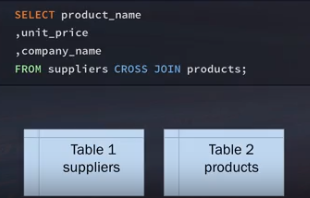 SELECT product_name
,unit_price
,company_name
FROM suppliers CROSS JOIN products;
Table 1
suppliers
Table 2
products